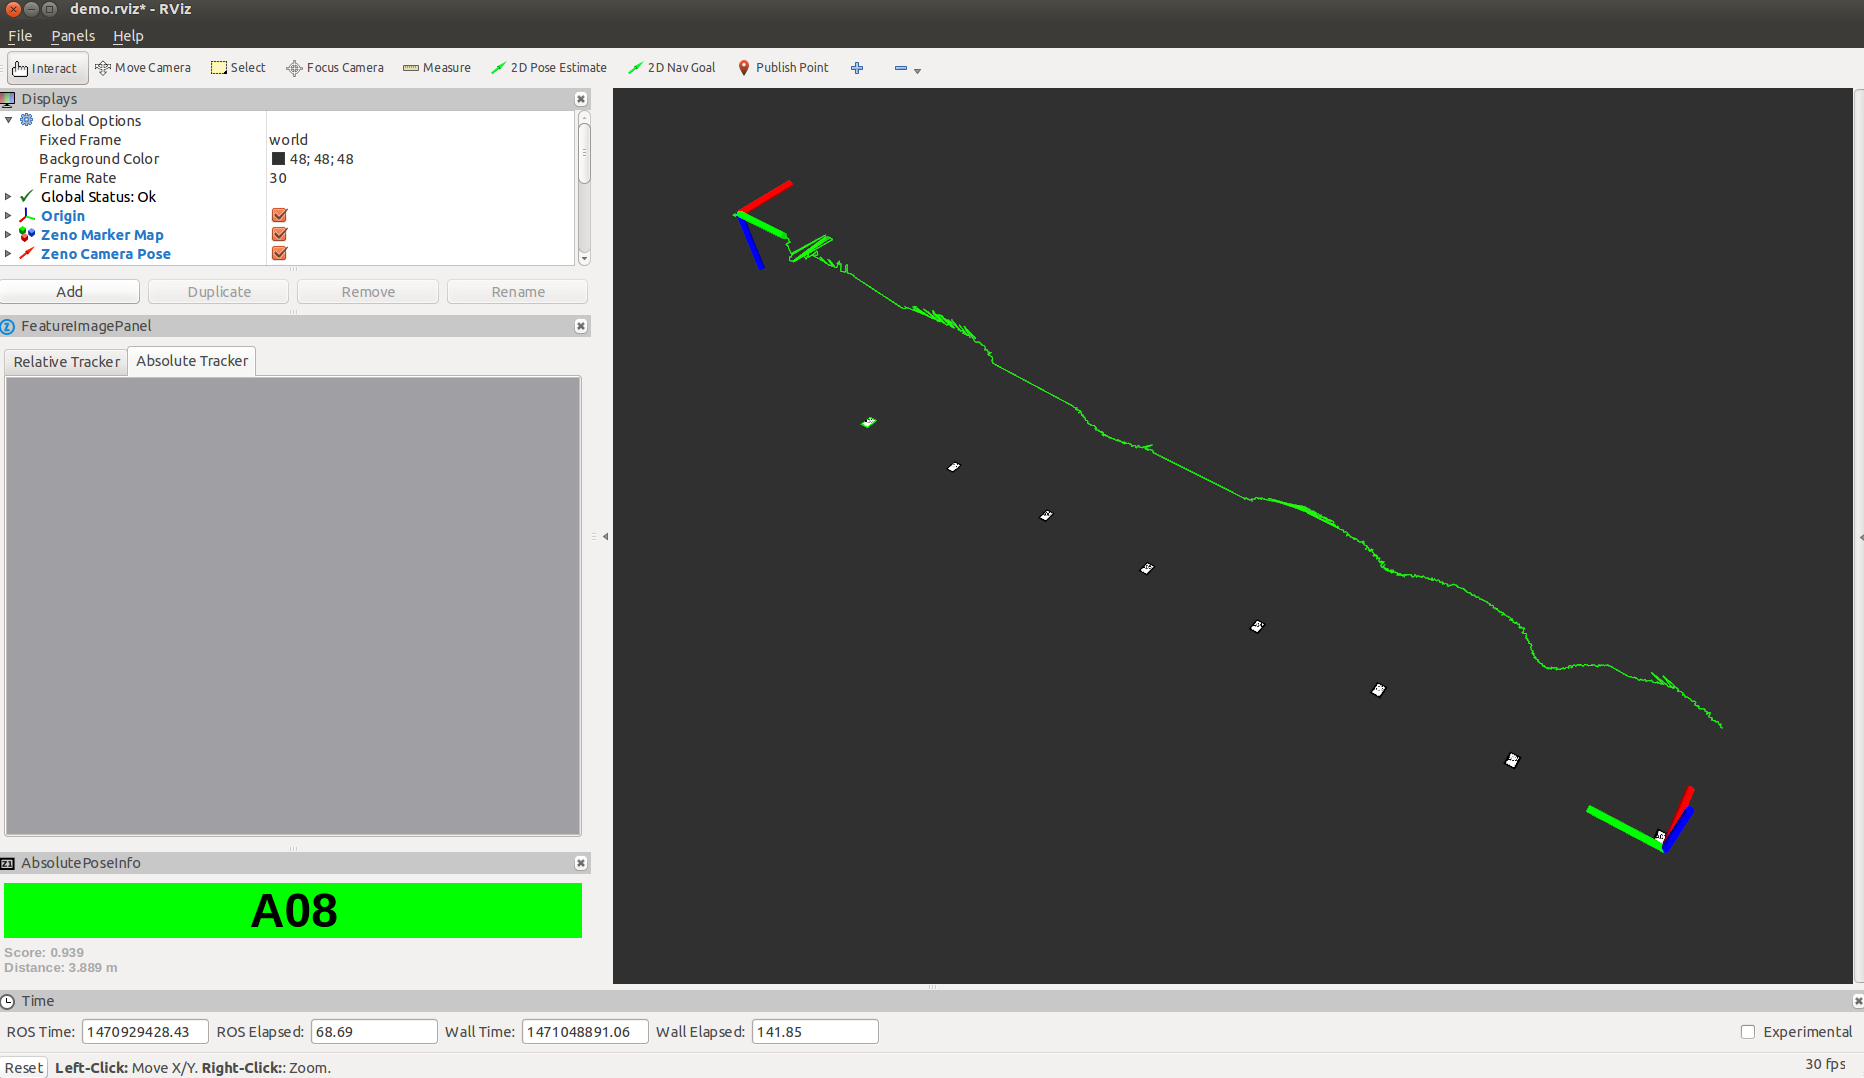 demo.rviz* - RViz
File Panels Help
Interact Move Camera Select Focus Camera Measure 2D Pose Estimate 2D Nav Goal Publish Point
Displays
Global Options
Fixed Frame world
Background Color 48; 48; 48
Frame Rate 30
Global Status: Ok
Origin
Zeno Marker Map
Zeno Camera Pose
Add Duplicate Remove Rename
FeatureImagePanel
Relative Tracker Absolute Tracker
AbsolutePoseInfo
A08
Score: 0.939
Distance: 3.889 m
Time
ROS Time: 1470929428.43 ROS Elapsed: 68.69 Wall Time: 1471048891.06 Wall Elapsed: 141.85 Experimental
Reset Left-Click: Move X/Y. Right-Click:: Zoom. 30 fps